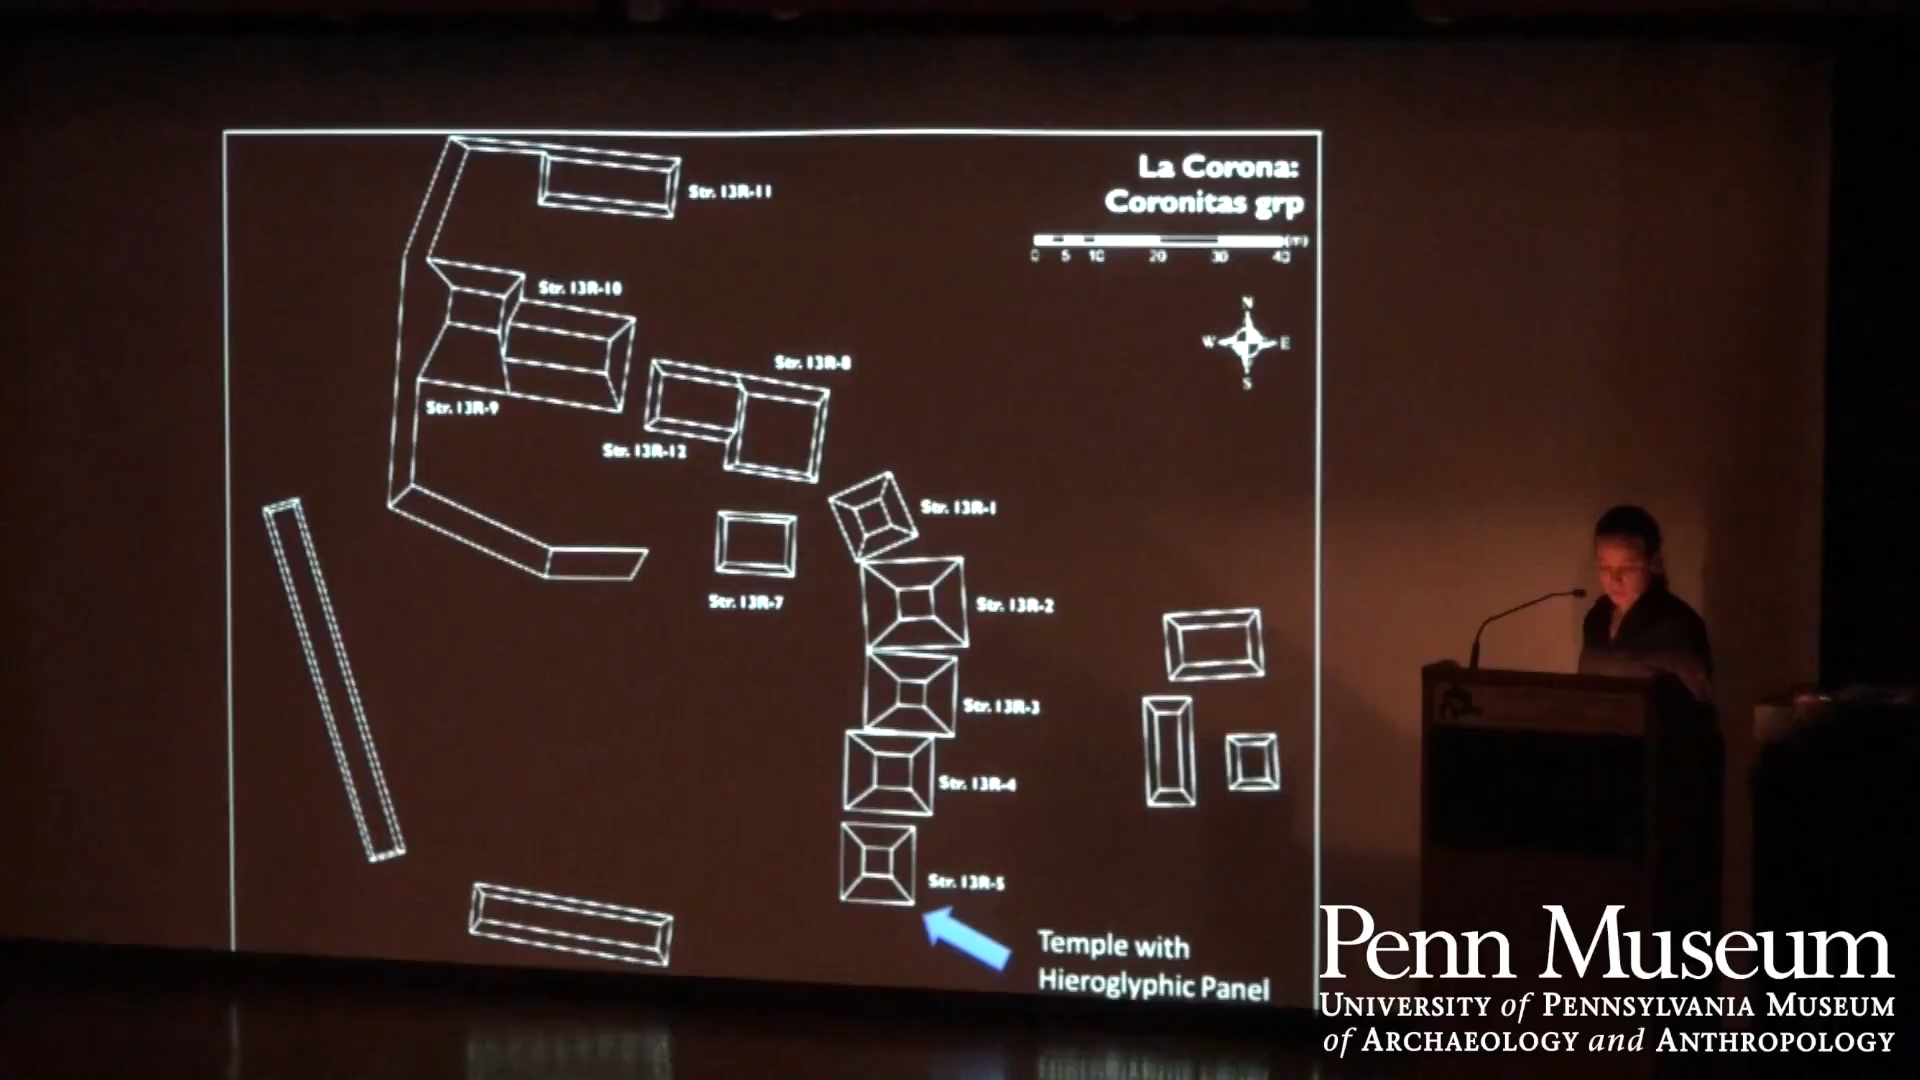 La Corona:
Coronitas grp
(m)
0 5 10 20 30 40
N
W E
S
Str. 13R-11
Str. 13R-10
Str. 13R-8
Str. 13R-9
Str. 13R-12
Str. 13R-1
Str. 13R-7
Str. 13R-2
Str. 13R-3
Str. 13R-4
Str. 13R-5
Temple with
Hieroglyphic Panel
Penn Museum
UNIVERSITY of PENNSYLVANIA MUSEUM
of ARCHAEOLOGY and ANTHROPOLOGY